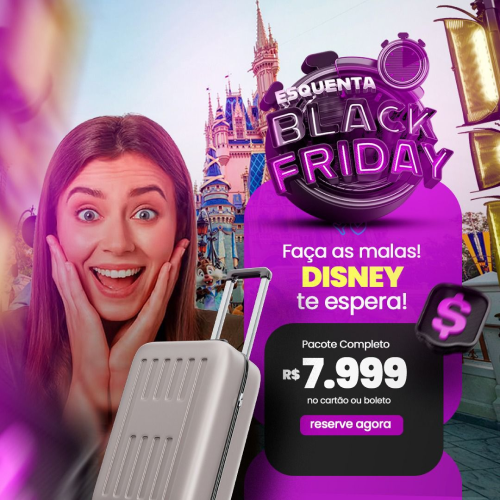 ESQUENTA
BLACK
FRIDAY
Faça as malas!
DISNEY
te espera!
$
Pacote Completo
R$ 7.999
no cartão ou boleto
reserve agora